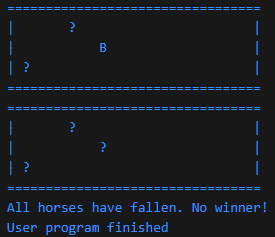 =================================
|       ?                       |
|           B                   |
| ?                             |
=================================
=================================
|       ?                       |
|           ?                   |
| ?                             |
=================================
All horses have fallen. No winner!
User program finished